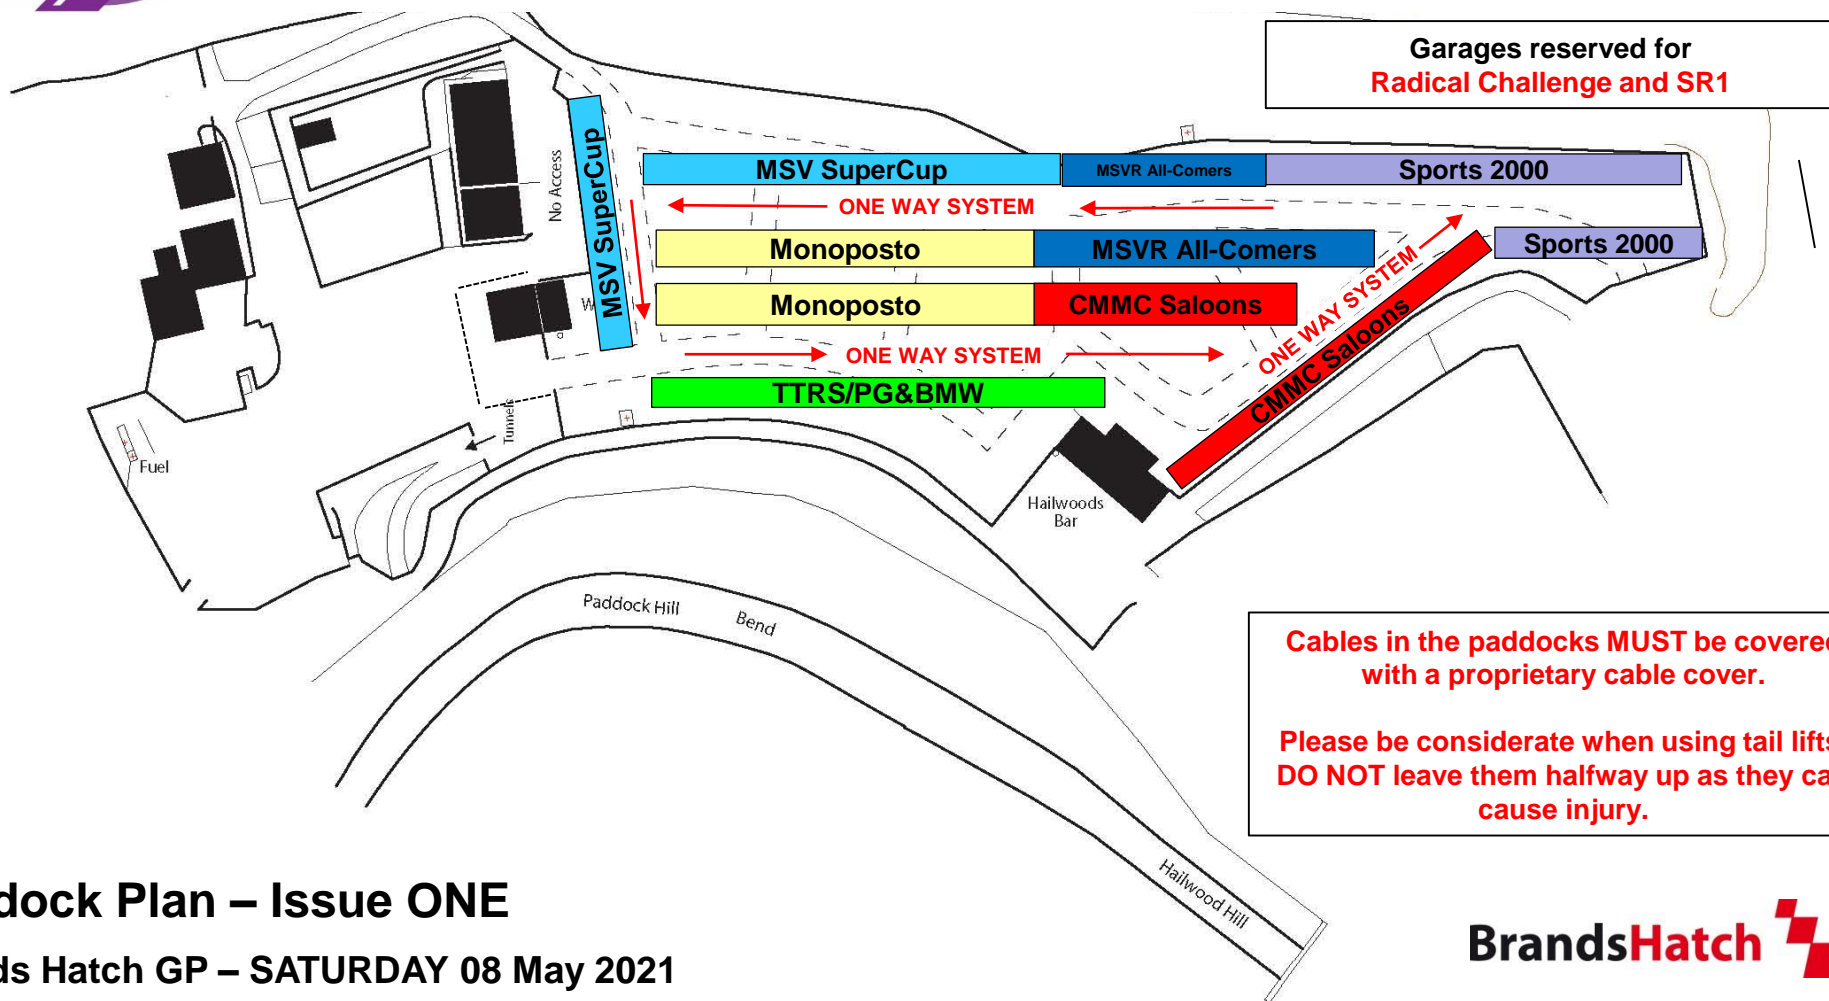 Garages reserved for
Radical Challenge and SR1
MSV SuperCup
MSV SuperCup
MSVR All-Comers
Sports 2000
No Access
ONE WAY SYSTEM
Monoposto
MSVR All-Comers
Sports 2000
Monoposto
CMMC Saloons
ONE WAY SYSTEM
CMMC Saloons
ONE WAY SYSTEM
TTRS/PG&BMW
Tunnels
Fuel
Hailwoods
Bar
Paddock Hill
Bend
Hailwood Hill
Cables in the paddocks MUST be covered
with a proprietary cable cover.
Please be considerate when using tail lifts
DO NOT leave them halfway up as they ca
cause injury.
dock Plan – Issue ONE
ds Hatch GP – SATURDAY 08 May 2021
BrandsHatch